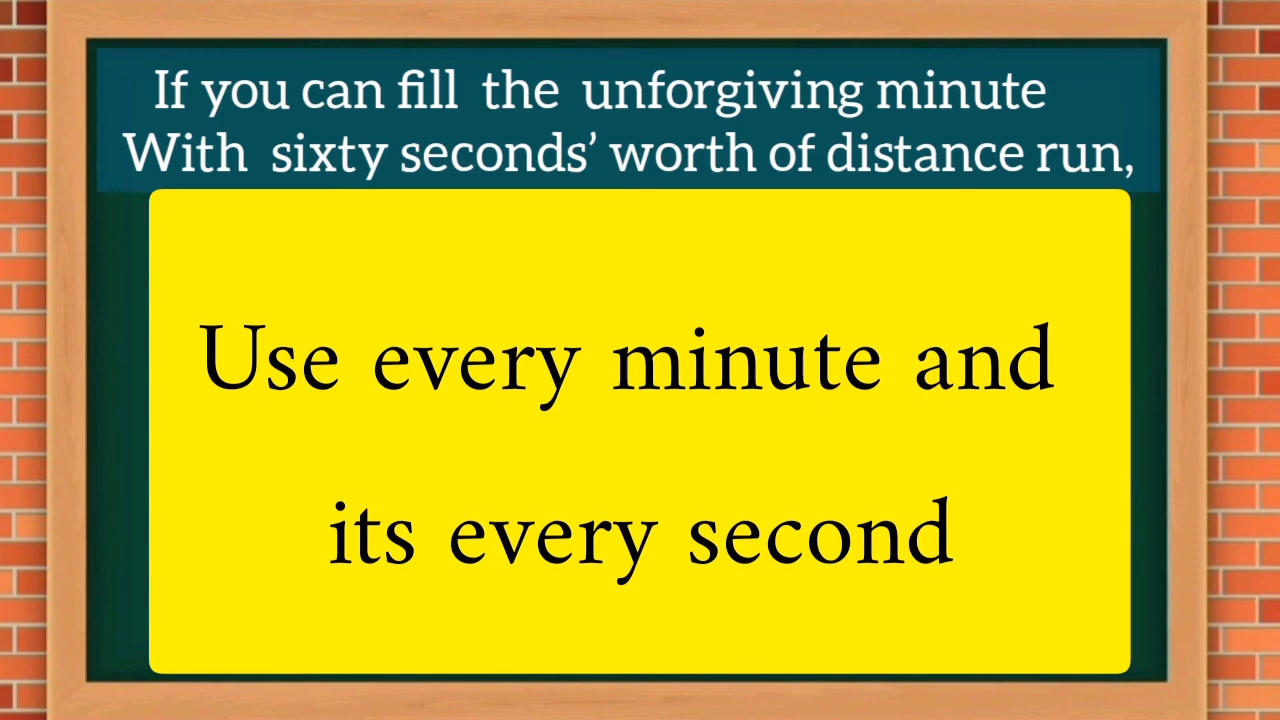 If you can fill the unforgiving minute
With sixty seconds’ worth of distance run,
Use every minute and
its every second